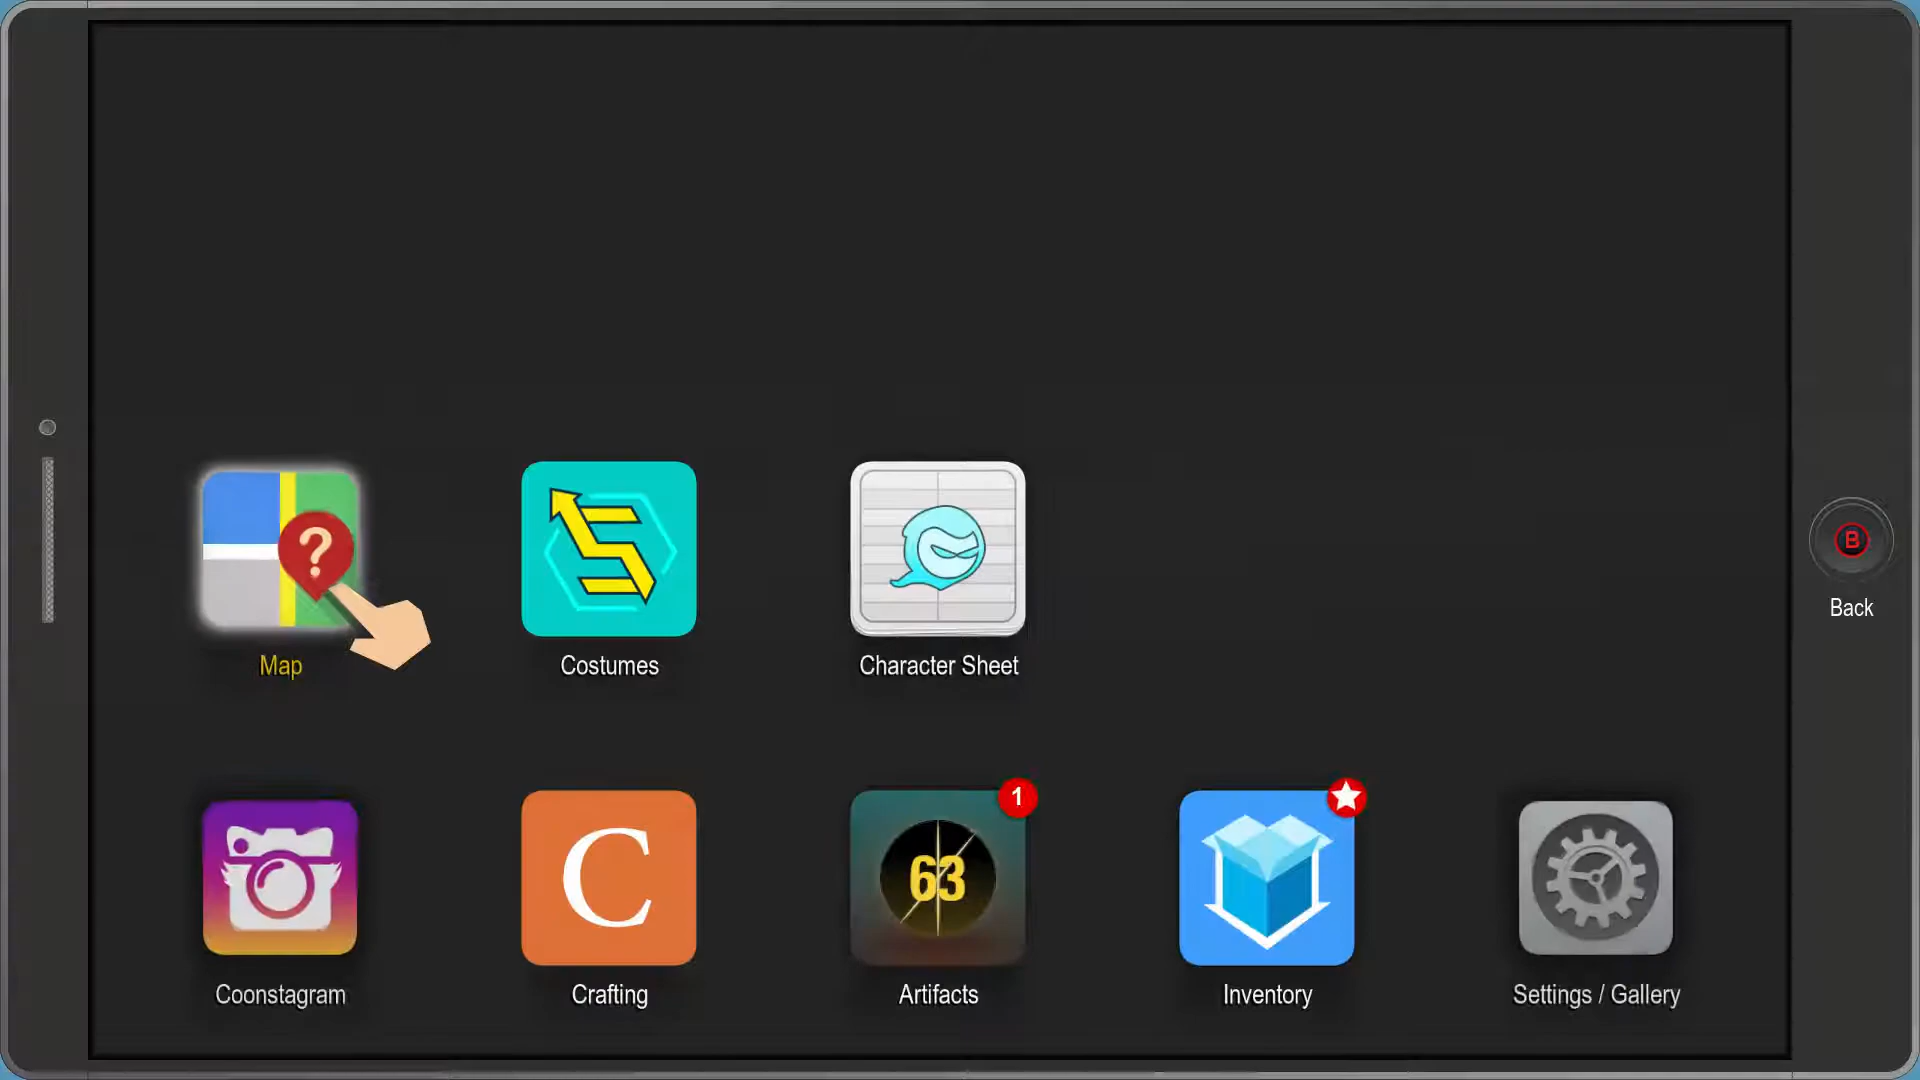 ?
Map
Costumes
Character Sheet
B
Back
C
1
63
Coonstagram
Crafting
Artifacts
Inventory
Settings / Gallery